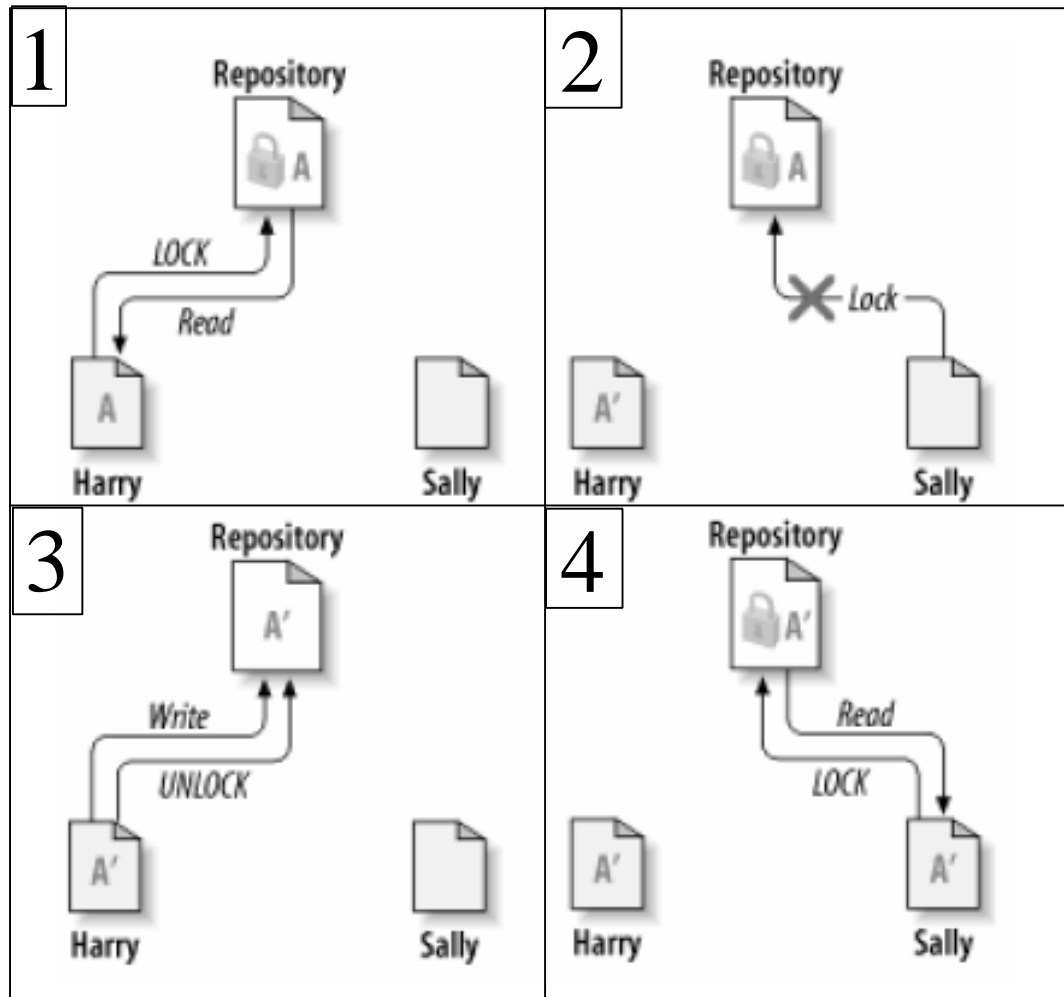 1
Repository
A
LOCK
Read
A
Harry
Sally
2
Repository
A
Lock
A′
Harry
Sally
3
Repository
A′
Write
UNLOCK
A′
Harry
Sally
4
Repository
A′
Read
LOCK
A′
A′
Harry
Sally